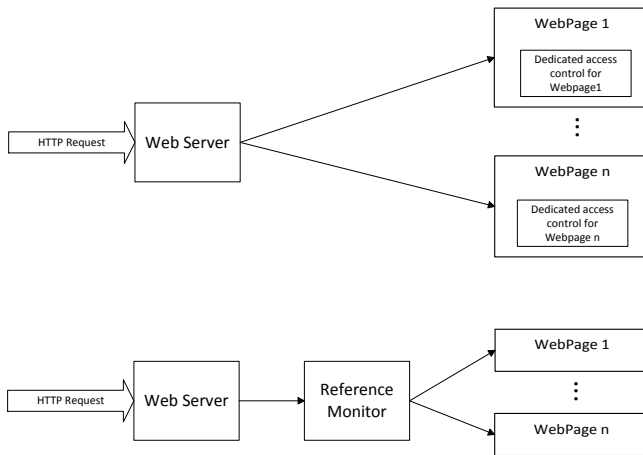 WebPage 1
Dedicated access
control for
Webpage1
HTTP Request
Web Server
WebPage n
Dedicated access
control for
Webpage n
WebPage 1
HTTP Request
Web Server
Reference
Monitor
WebPage n